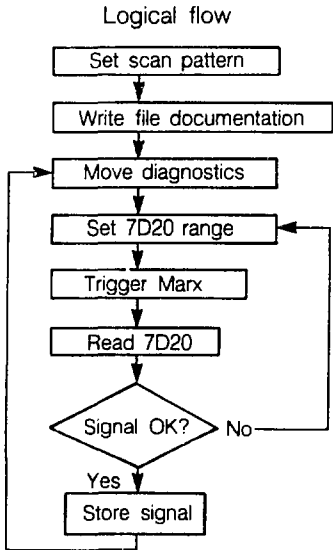 Logical flow
Set scan pattern
Write file documentation
Move diagnostics
Set 7D20 range
Trigger Marx
Read 7D20
Signal OK?
No
Yes
Store signal